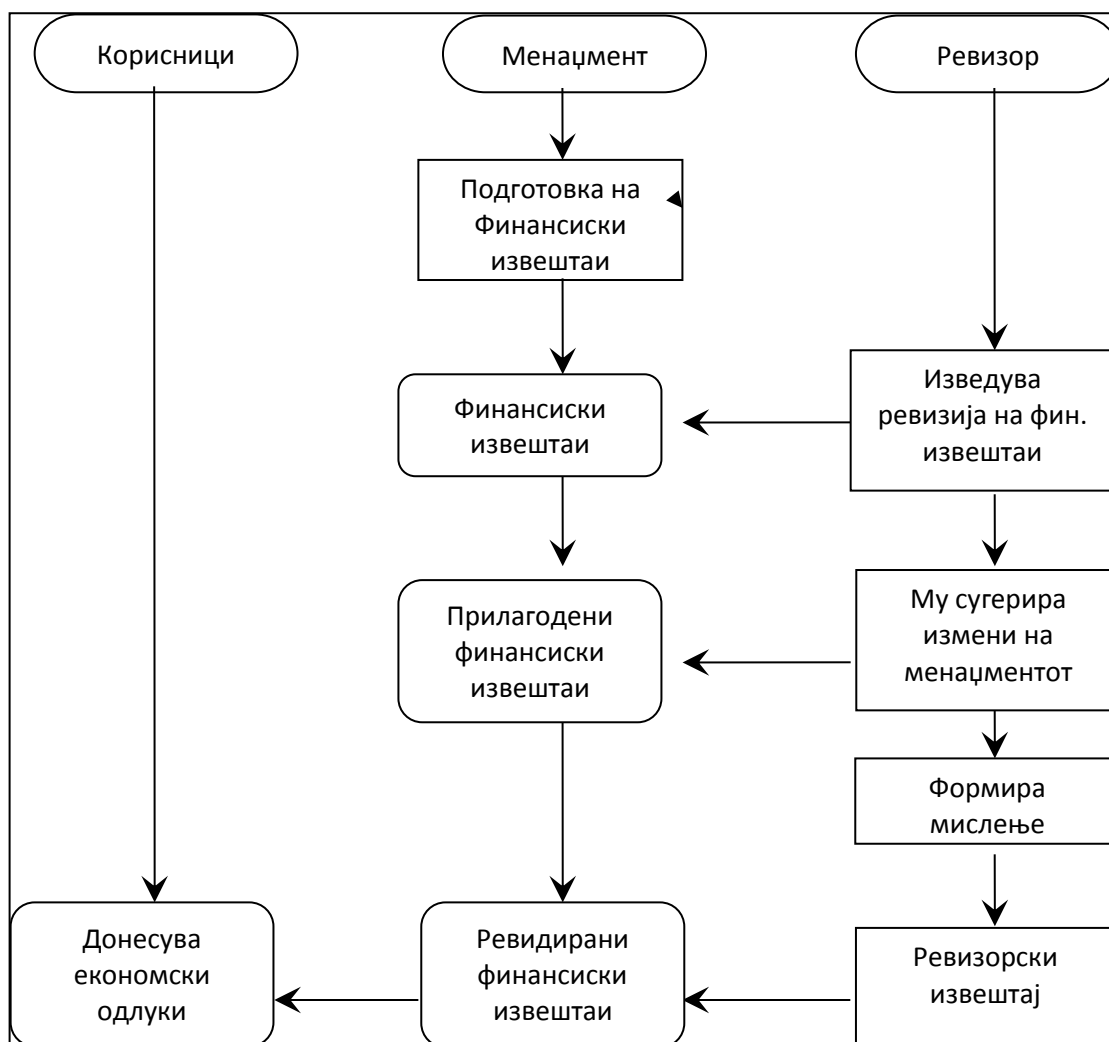 Корисници
Менаџмент
Ревизор
Подготовка на
Финансиски
извештаи
Изведува
ревизија на фин.
извештаи
Финансиски
извештаи
Му сугерира
измени на
менаџментот
Прилагодени
финансиски
извештаи
Формира
мислење
Донесува
економски
одлуки
Ревидирани
финансиски
извештаи
Ревизорски
извештај